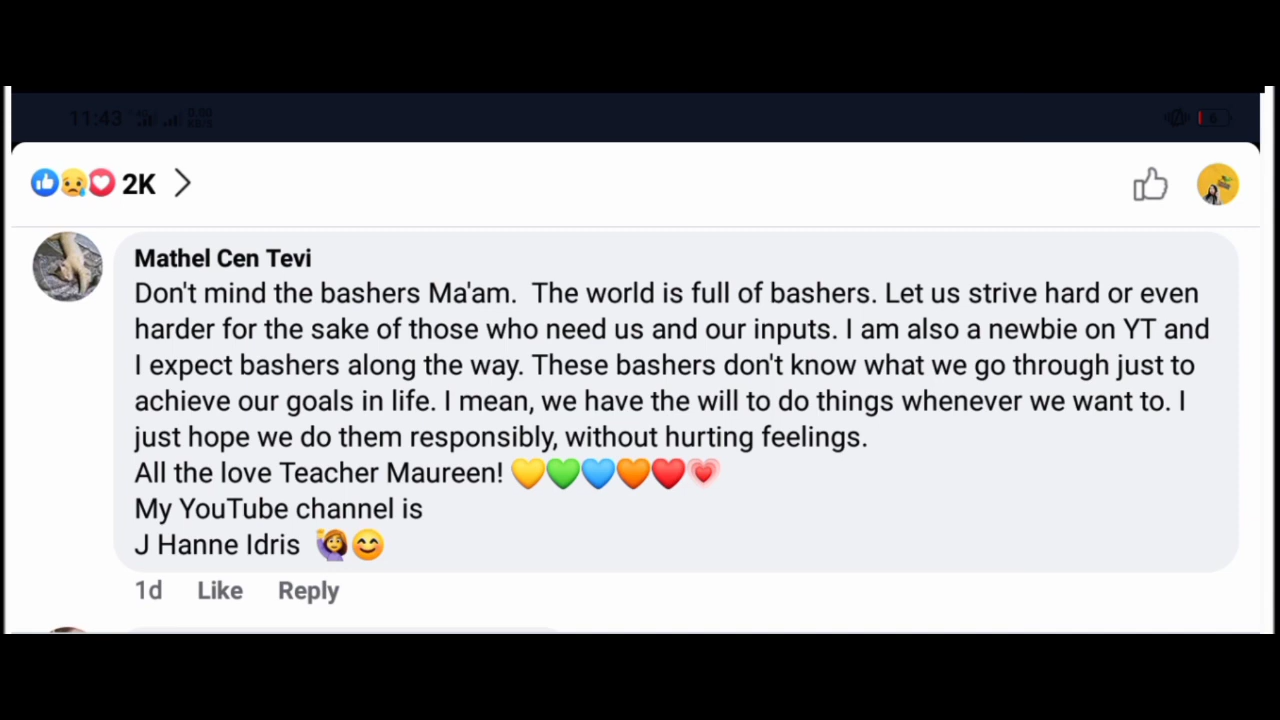 11:43
2K
Mathel Cen Tevi
Don't mind the bashers Ma'am.  The world is full of bashers. Let us strive hard or even
harder for the sake of those who need us and our inputs. I am also a newbie on YT and
I expect bashers along the way. These bashers don't know what we go through just to
achieve our goals in life. I mean, we have the will to do things whenever we want to. I
just hope we do them responsibly, without hurting feelings.
All the love Teacher Maureen! 💛💚💙🧡❤️💗
My YouTube channel is
J Hanne Idris 🙋‍♀️😊
1d Like Reply